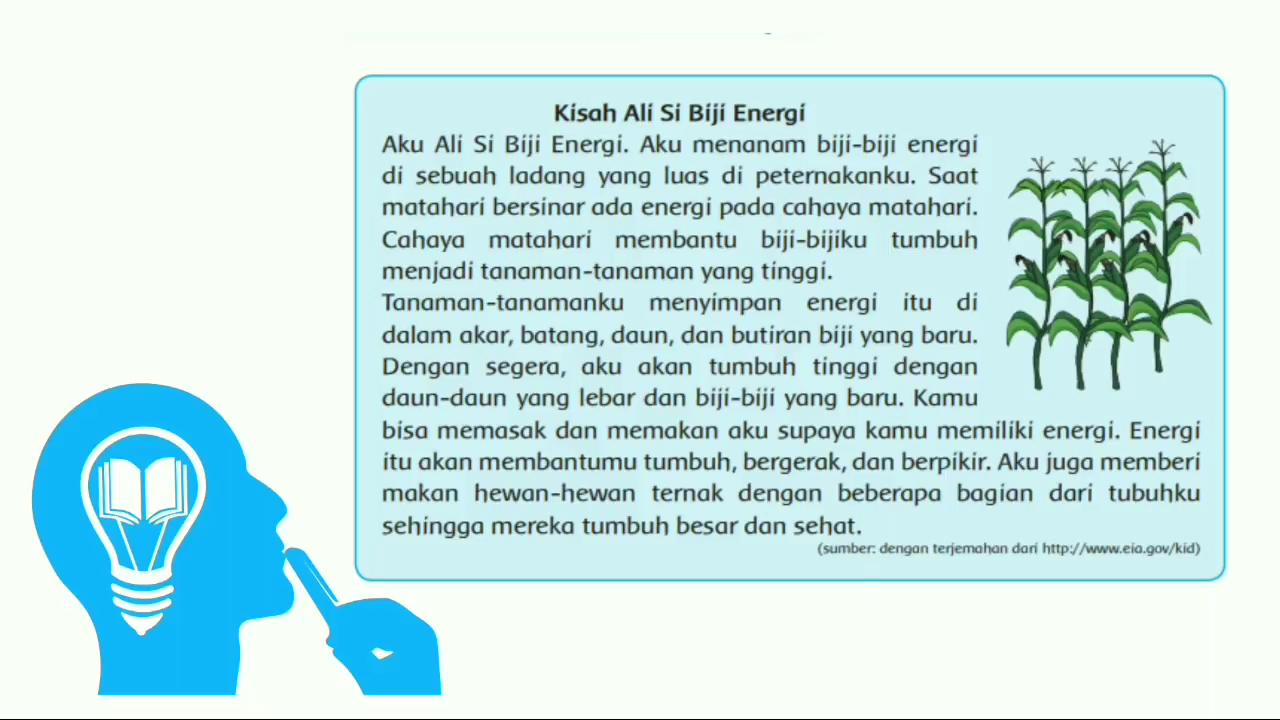 Kisah Ali Si Biji Energi
Aku Ali Si Biji Energi. Aku menanam biji-biji energi
di sebuah ladang yang luas di peternakanku. Saat
matahari bersinar ada energi pada cahaya matahari.
Cahaya matahari membantu biji-bijiku tumbuh
menjadi tanaman-tanaman yang tinggi.
Tanaman-tanamanku menyimpan energi itu di
dalam akar, batang, daun, dan butiran biji yang baru.
Dengan segera, aku akan tumbuh tinggi dengan
daun-daun yang lebar dan biji-biji yang baru. Kamu
bisa memasak dan memakan aku supaya kamu memiliki energi. Energi
itu akan membantumu tumbuh, bergerak, dan berpikir. Aku juga memberi
makan hewan-hewan ternak dengan beberapa bagian dari tubuhku
sehingga mereka tumbuh besar dan sehat.
(sumber: dengan terjemahan dari http://www.eia.gov/kid)